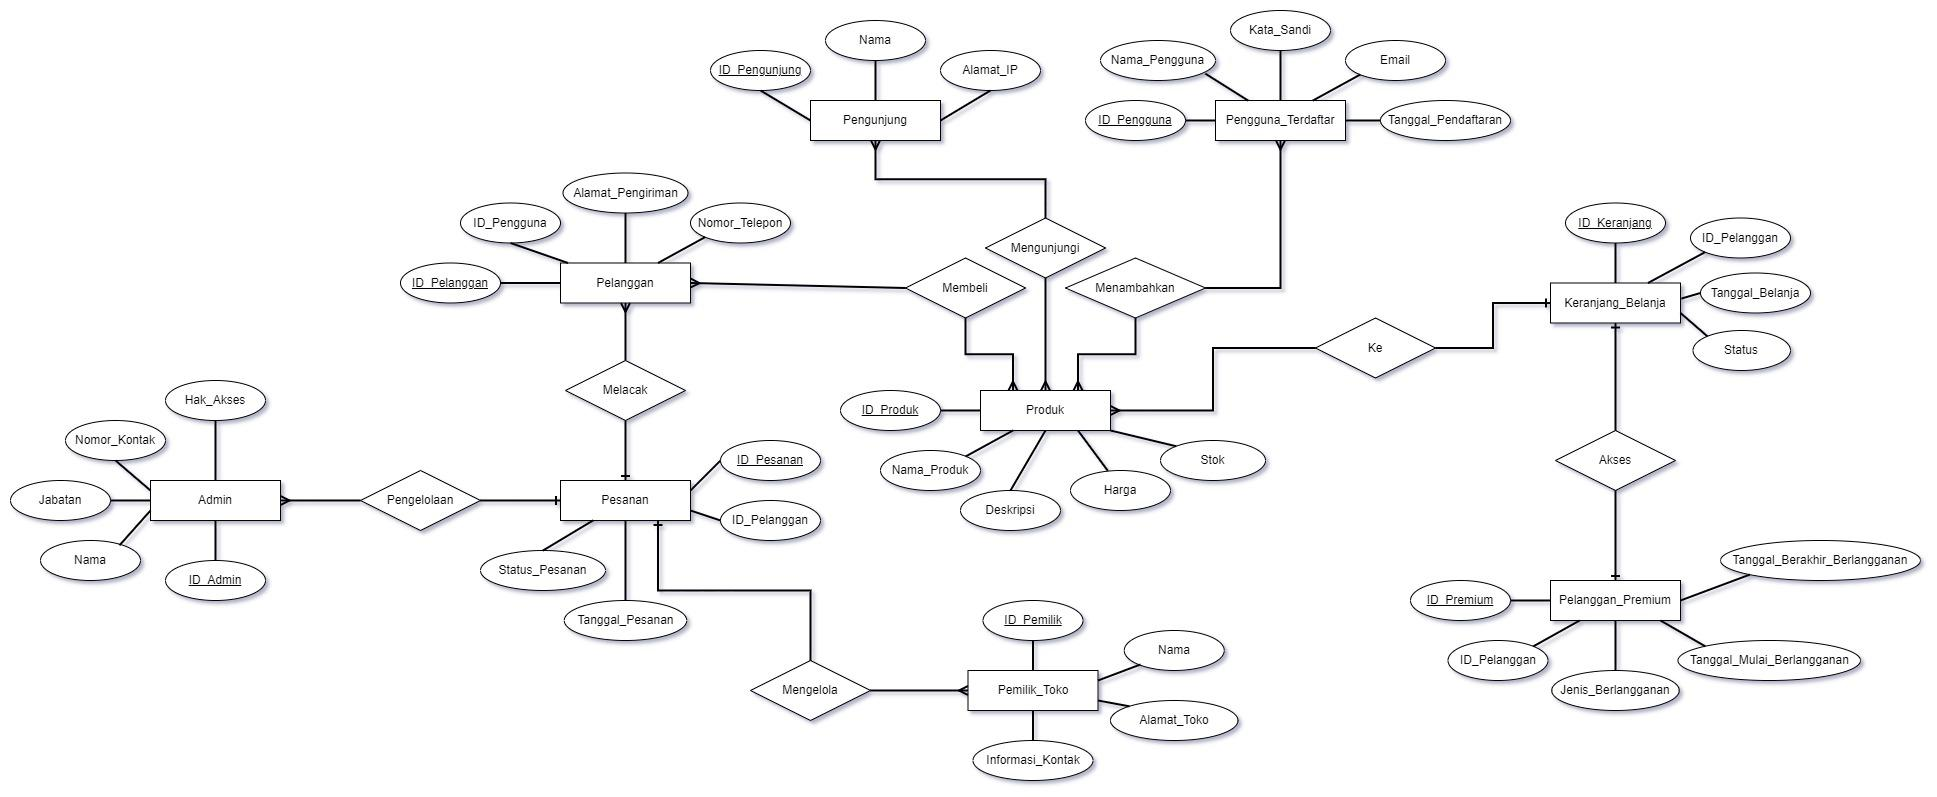 Kata_Sandi
Nama
Nama_Pengguna
Email
ID_Pengunjung
Alamat_IP
Pengunjung
ID_Pengguna
Pengguna_Terdaftar
Tanggal_Pendaftaran
Alamat_Pengiriman
ID_Pengguna
Nomor_Telepon
ID_Keranjang
ID_Pelanggan
Mengunjungi
ID_Pelanggan
Pelanggan
Membeli
Menambahkan
Tanggal_Belanja
Keranjang_Belanja
Ke
Status
Melacak
Hak_Akses
ID_Produk
Produk
Nomor_Kontak
ID_Pesanan
Nama_Produk
Stok
Akses
Harga
Jabatan
Admin
Pengelolaan
Pesanan
Deskripsi
ID_Pelanggan
Nama
Status_Pesanan
Tanggal_Berakhir_Berlangganan
ID_Admin
ID_Premium
Pelanggan_Premium
Tanggal_Pesanan
ID_Pemilik
Nama
ID_Pelanggan
Tanggal_Mulai_Berlangganan
Mengelola
Pemilik_Toko
Jenis_Berlangganan
Alamat_Toko
Informasi_Kontak